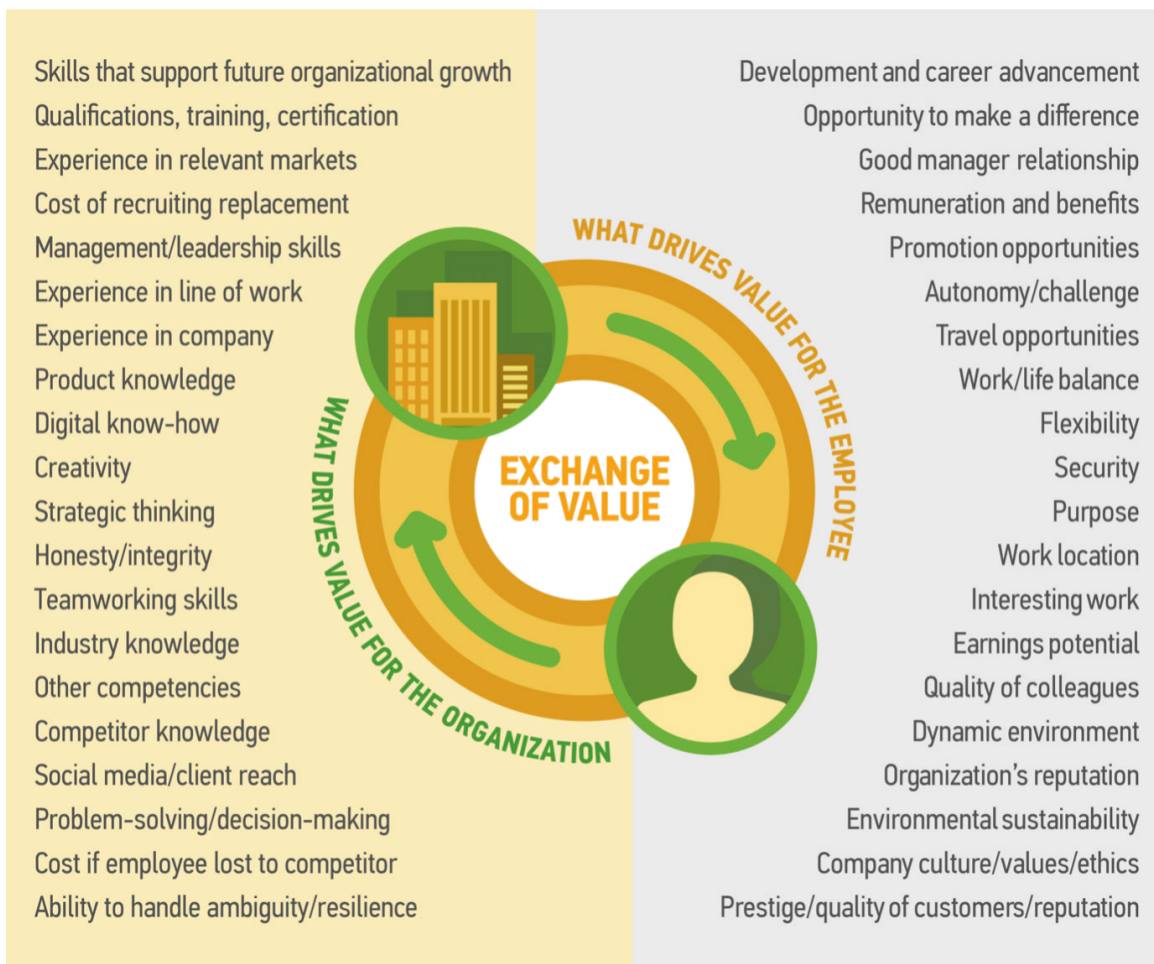 Skills that support future organizational growth
Qualifications, training, certification
Experience in relevant markets
Cost of recruiting replacement
Management/leadership skills
Experience in line of work
Experience in company
Product knowledge
Digital know-how
Creativity
Strategic thinking
Honesty/integrity
Teamworking skills
Industry knowledge
Other competencies
Competitor knowledge
Social media/client reach
Problem-solving/decision-making
Cost if employee lost to competitor
Ability to handle ambiguity/resilience
WHAT DRIVES VALUE FOR THE ORGANIZATION
EXCHANGE
OF VALUE
WHAT DRIVES VALUE FOR THE EMPLOYEE
Development and career advancement
Opportunity to make a difference
Good manager relationship
Remuneration and benefits
Promotion opportunities
Autonomy/challenge
Travel opportunities
Work/life balance
Flexibility
Security
Purpose
Work location
Interesting work
Earnings potential
Quality of colleagues
Dynamic environment
Organization's reputation
Environmental sustainability
Company culture/values/ethics
Prestige/quality of customers/reputation